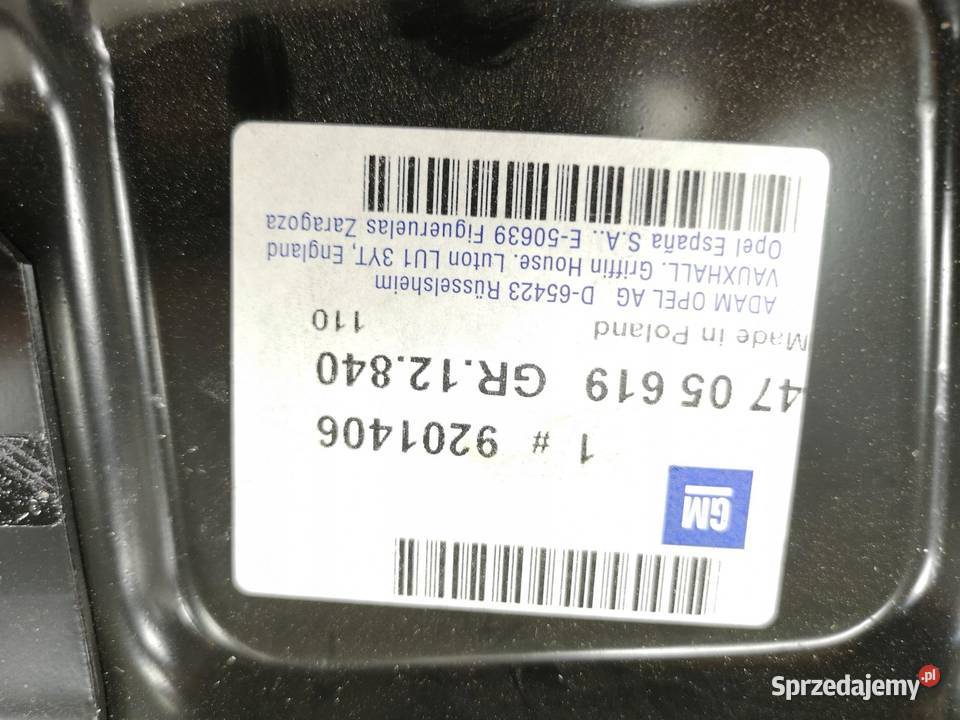 GM
1 # 9201406
47 05 619 GR.12.840
Made in Poland 110
ADAM OPEL AG D-65423 Rüsselsheim
VAUXHALL. Griffin House. Luton LU1 3YT, England
Opel España S.A.. E-50639 Figueruelas Zaragoza
Sprzedajemy.pl